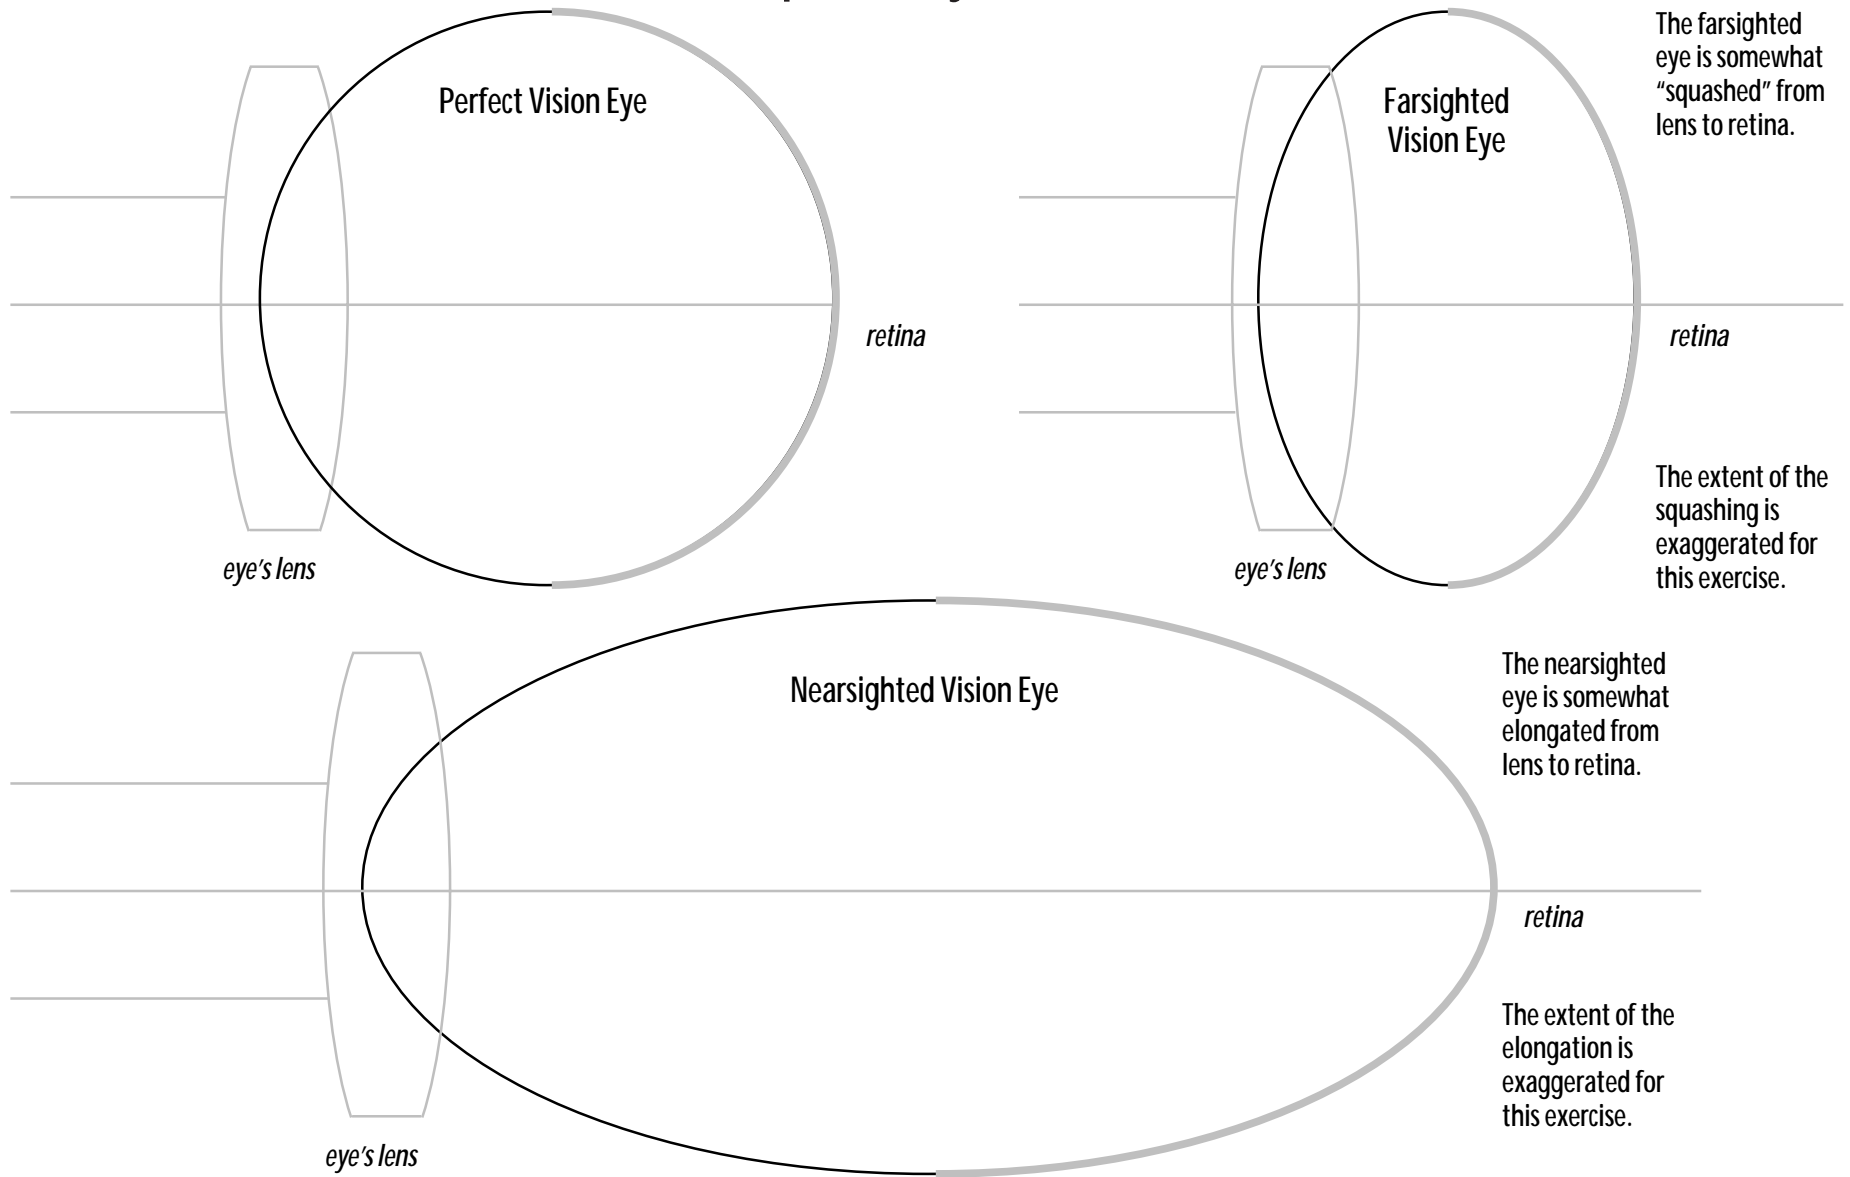 Perfect Vision Eye
retina
eye's lens
Farsighted
Vision Eye
The farsighted
eye is somewhat
“squashed” from
lens to retina.
retina
The extent of the
squashing is
exaggerated for
this exercise.
eye's lens
Nearsighted Vision Eye
The nearsighted
eye is somewhat
elongated from
lens to retina.
retina
The extent of the
elongation is
exaggerated for
this exercise.
eye's lens